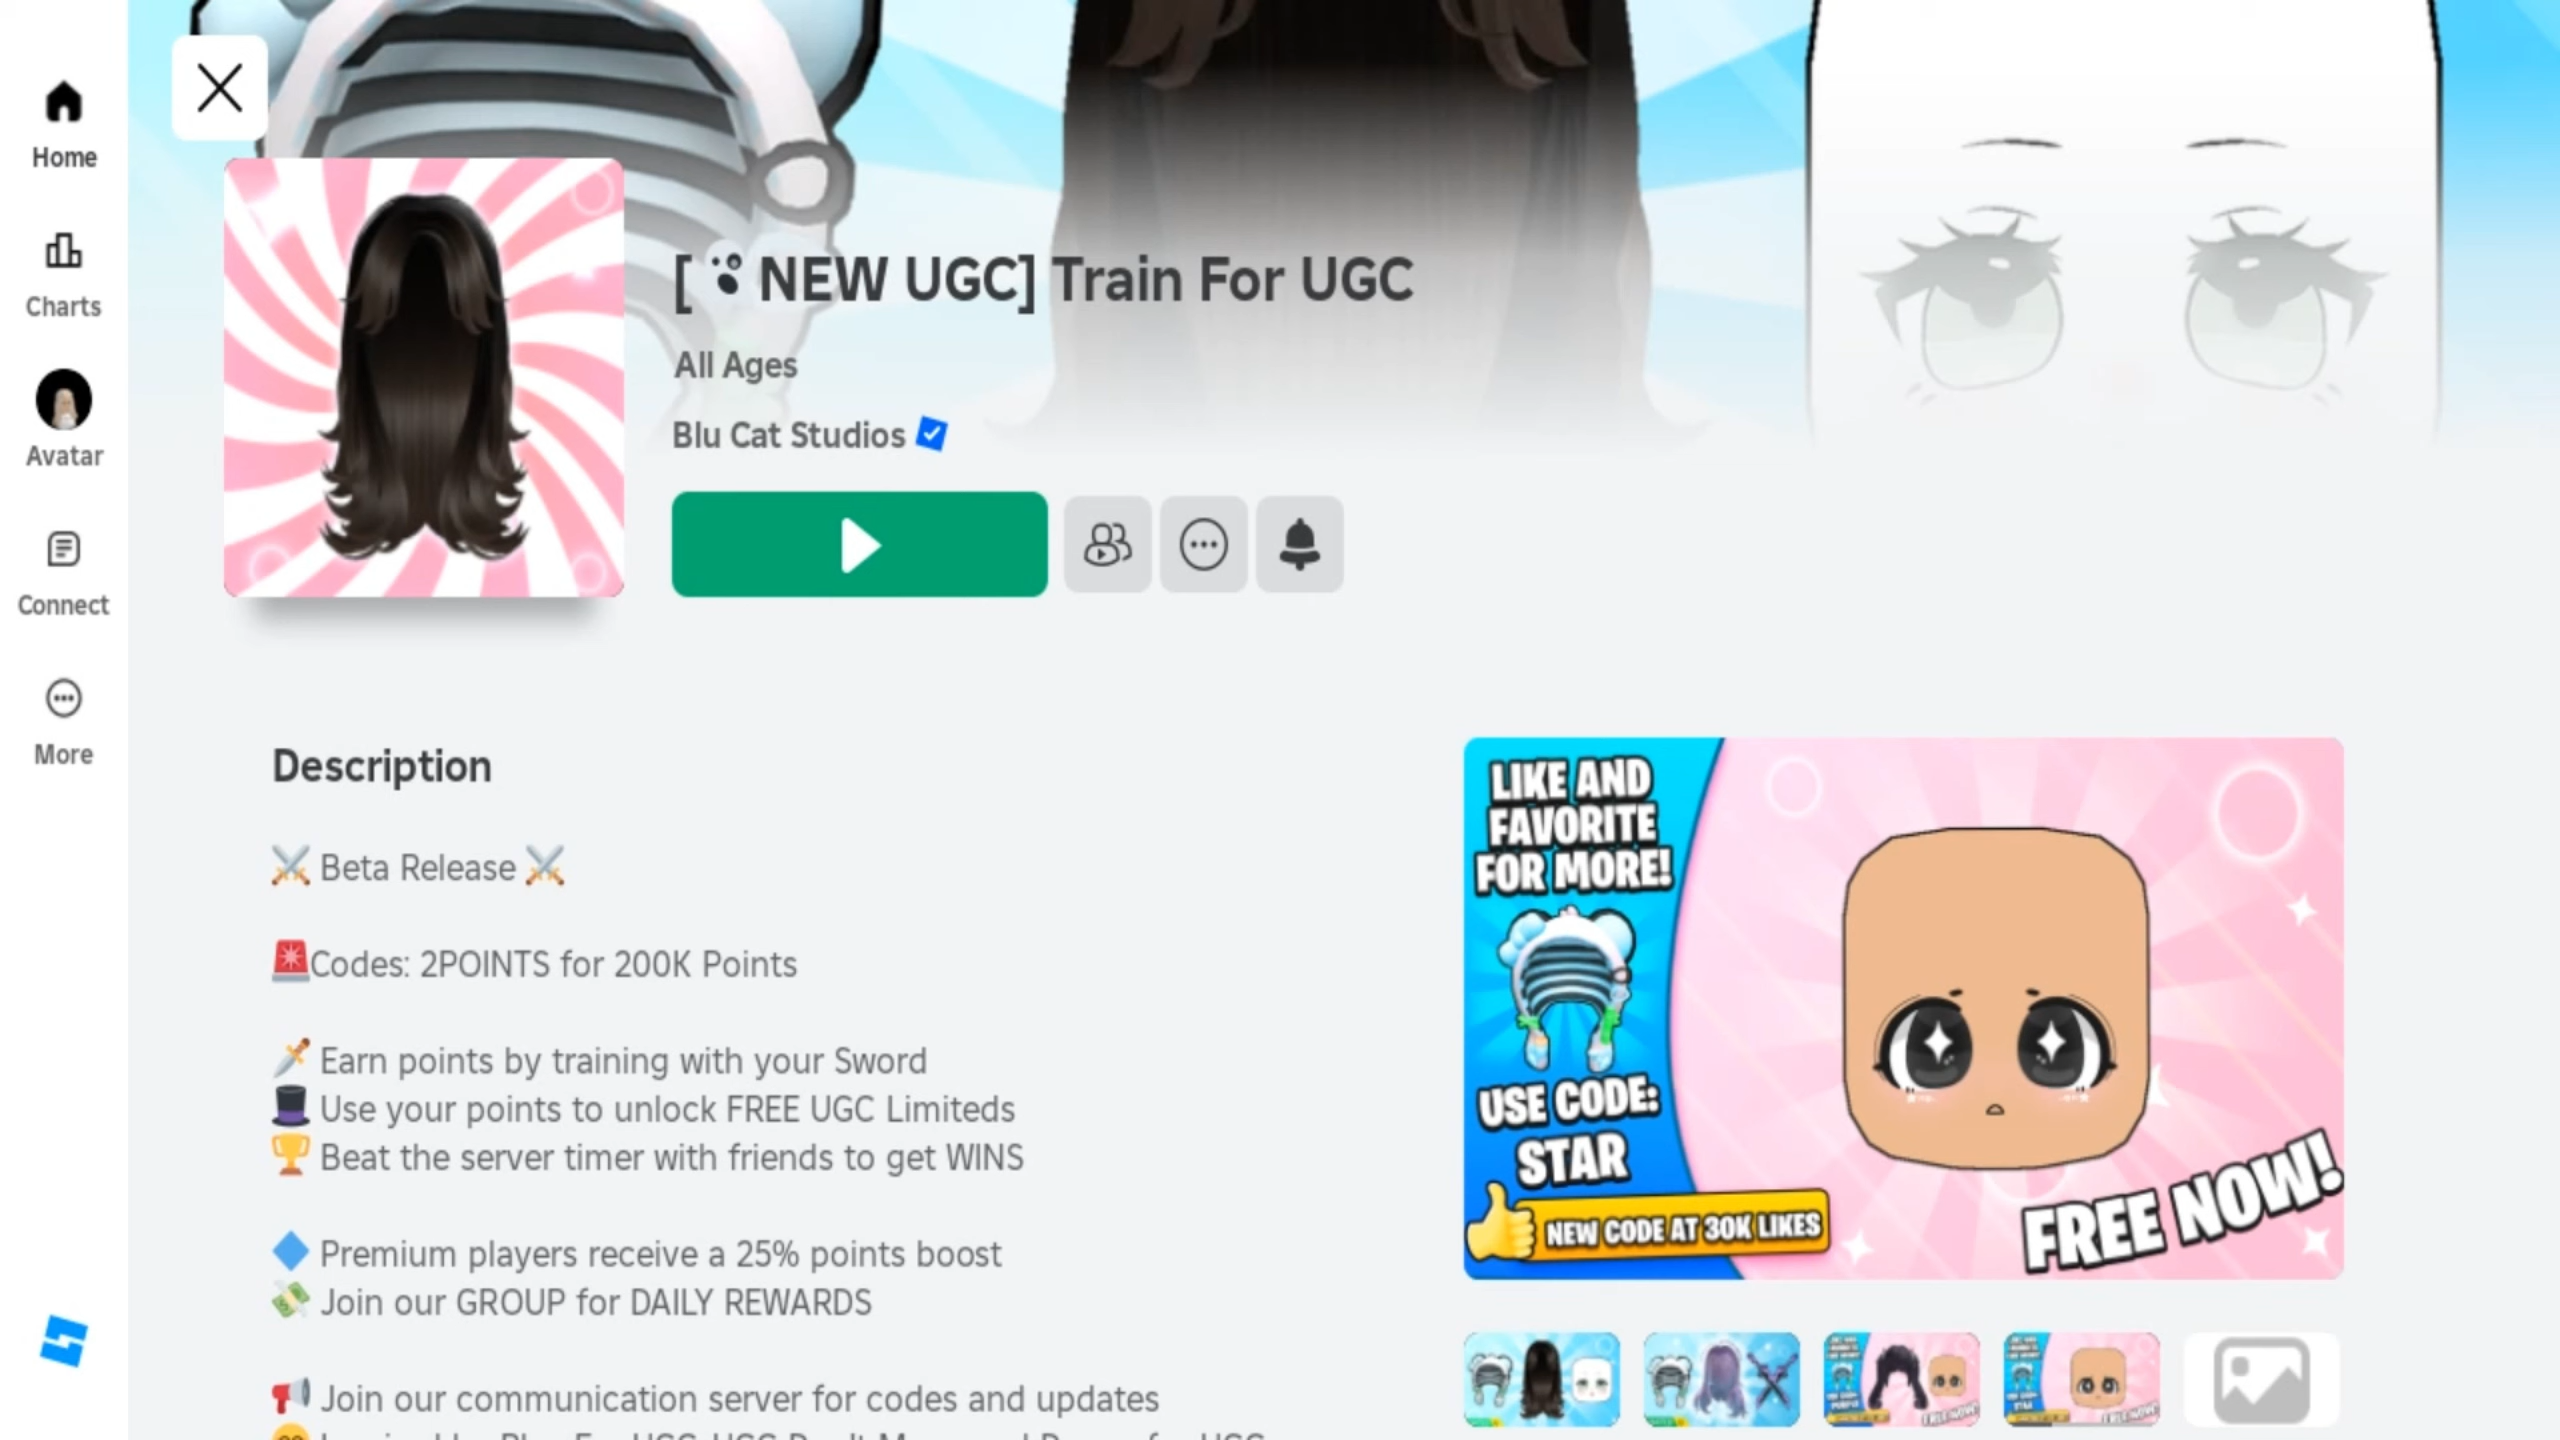 Home
Charts
Avatar
Connect
More
[👻NEW UGC] Train For UGC
All Ages
Blu Cat Studios
Description
⚔️ Beta Release ⚔️
🚨Codes: 2POINTS for 200K Points
🗡️ Earn points by training with your Sword
🎩 Use your points to unlock FREE UGC Limiteds
🏆 Beat the server timer with friends to get WINS
🔷 Premium players receive a 25% points boost
💸 Join our GROUP for DAILY REWARDS
📢 Join our communication server for codes and updates
LIKE AND
FAVORITE
FOR MORE!
USE CODE:
STAR
NEW CODE AT 30K LIKES
FREE NOW!
FREE NOW!
FREE NOW!